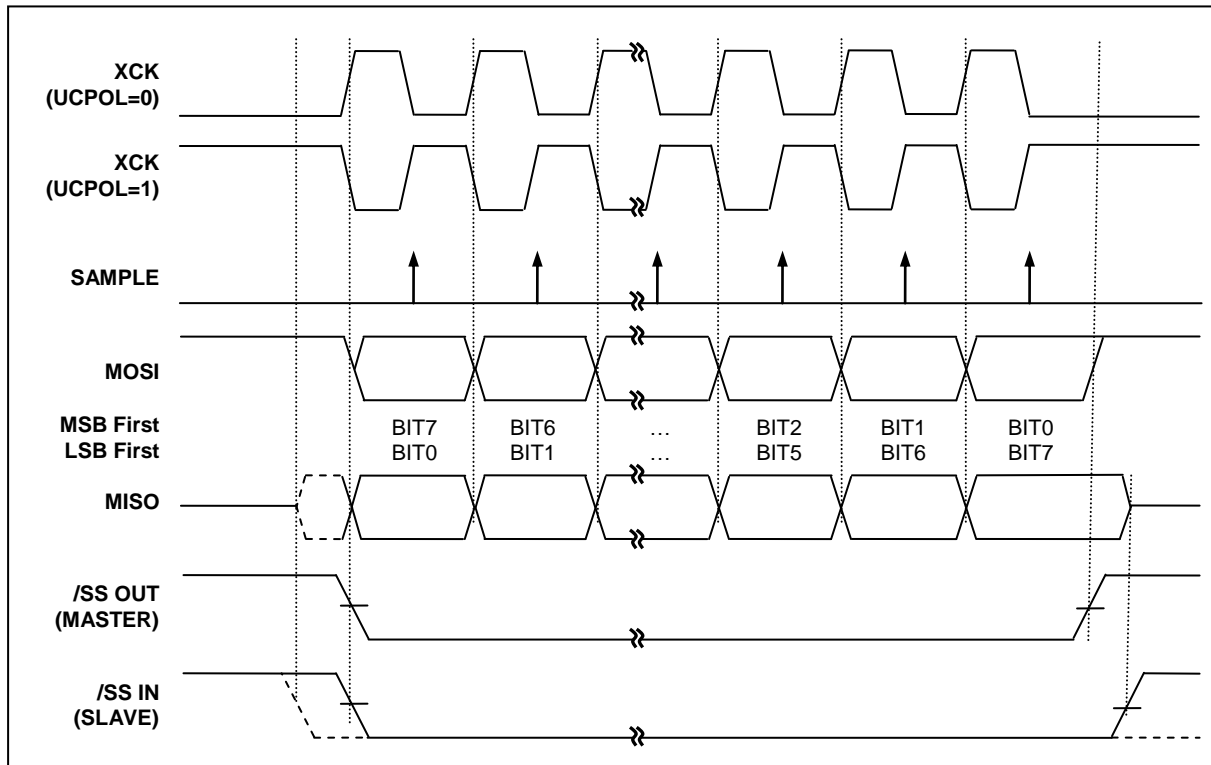 XCK
(UCPOL=0)
XCK
(UCPOL=1)
SAMPLE
MOSI
MSB First BIT7 BIT6 ... BIT2 BIT1 BIT0
LSB First BIT0 BIT1 ... BIT5 BIT6 BIT7
MISO
/SS OUT
(MASTER)
/SS IN
(SLAVE)